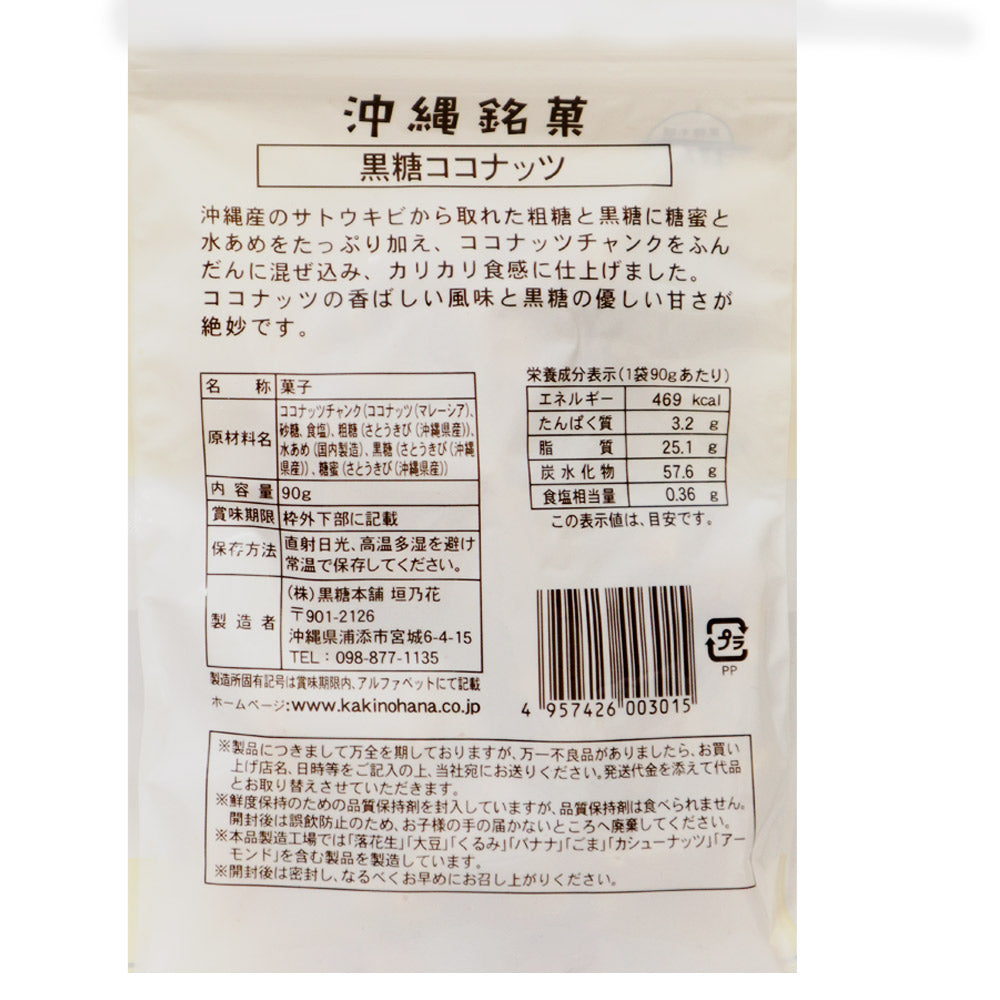 沖縄銘菓
黒糖ココナッツ
沖縄産のサトウキビから取れた粗糖と黒糖に糖蜜と
水あめをたっぷり加え、ココナッツチャンクをふん
だんに混ぜ込み、カリカリ食感に仕上げました。
ココナッツの香ばしい風味と黒糖の優しい甘さが
絶妙です。
名称 菓子
原材料名 ココナッツチャンク(ココナッツ(マレーシア)、
砂糖、食塩)、粗糖(さとうきび(沖縄県産))、
水あめ(国内製造)、黒糖(さとうきび(沖縄
県産))、糖蜜(さとうきび(沖縄県産))
内容量 90g
賞味期限 枠外下部に記載
保存方法 直射日光、高温多湿を避け
常温で保存してください。
製造者 (株)黒糖本舗 垣乃花
〒901-2126
沖縄県浦添市宮城6-4-15
TEL:098-877-1135
製造所固有記号は賞味期限内、アルファベットにて記載
ホームページ:www.kakinohana.co.jp
栄養成分表示(1袋90gあたり)
エネルギー 469 kcal
たんぱく質 3.2 g
脂質 25.1 g
炭水化物 57.6 g
食塩相当量 0.36 g
この表示値は、目安です。
4 957426 003015
プラ
PP
※製品につきまして万全を期しておりますが、万一不良品がありましたら、お買い
上げ店名、日時等をご記入の上、当社宛にお送りください。発送代金を添えて代品
とお取り替えさせていただきます。
※鮮度保持のための品質保持剤を封入していますが、品質保持剤は食べられません。
開封後は誤飲防止のため、お子様の手の届かないところへ廃棄してください。
※本品製造工場では「落花生」「大豆」「くるみ」「バナナ」「ごま」「カシューナッツ」「アー
モンド」を含む製品を製造しています。
※開封後は密封し、なるべくお早めにお召し上がりください。